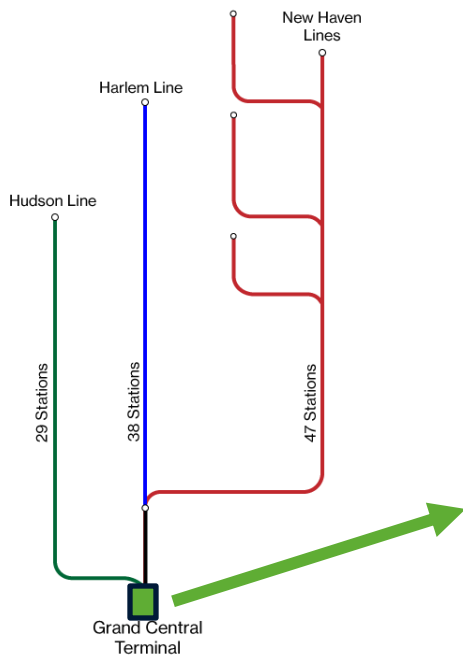 New Haven
Lines
Harlem Line
Hudson Line
29 Stations
38 Stations
47 Stations
Grand Central
Terminal